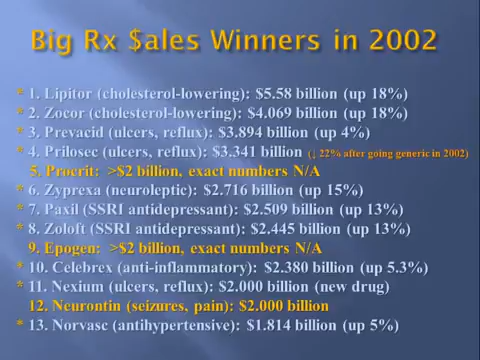 Big Rx $ales Winners in 2002
* 1. Lipitor (cholesterol-lowering): $5.58 billion (up 18%)
* 2. Zocor (cholesterol-lowering): $4.069 billion (up 18%)
* 3. Prevacid (ulcers, reflux): $3.894 billion (up 4%)
* 4. Prilosec (ulcers, reflux): $3.341 billion (↓ 22% after going generic in 2002)
5. Procrit: >$2 billion, exact numbers N/A
* 6. Zyprexa (neuroleptic): $2.716 billion (up 15%)
* 7. Paxil (SSRI antidepressant): $2.509 billion (up 13%)
* 8. Zoloft (SSRI antidepressant): $2.445 billion (up 13%)
9. Epogen: >$2 billion, exact numbers N/A
* 10. Celebrex (anti-inflammatory): $2.380 billion (up 5.3%)
* 11. Nexium (ulcers, reflux): $2.000 billion (new drug)
12. Neurontin (seizures, pain): $2.000 billion
* 13. Norvasc (antihypertensive): $1.814 billion (up 5%)